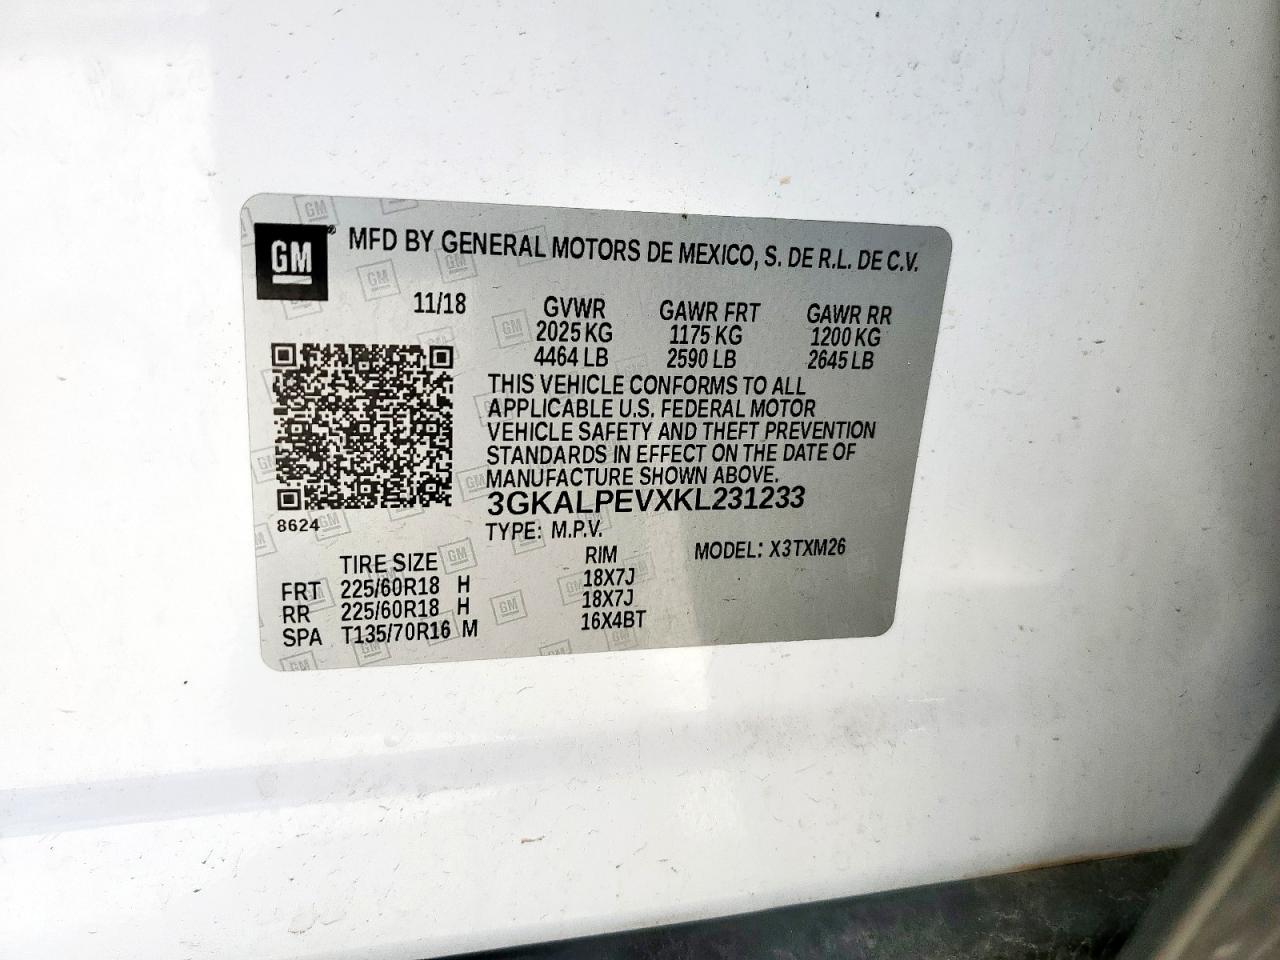 GM® MFD BY GENERAL MOTORS DE MEXICO, S. DE R.L. DE C.V.
11/18 GVWR GAWR FRT GAWR RR
2025 KG 1175 KG 1200 KG
4464 LB 2590 LB 2645 LB
THIS VEHICLE CONFORMS TO ALL
APPLICABLE U.S. FEDERAL MOTOR
VEHICLE SAFETY AND THEFT PREVENTION
STANDARDS IN EFFECT ON THE DATE OF
MANUFACTURE SHOWN ABOVE.
3GKALPEVXKL231233
8624 TYPE: M.P.V.
TIRE SIZE RIM MODEL: X3TXM26
FRT 225/60R18 H 18X7J
RR 225/60R18 H 18X7J
SPA T135/70R16 M 16X4BT